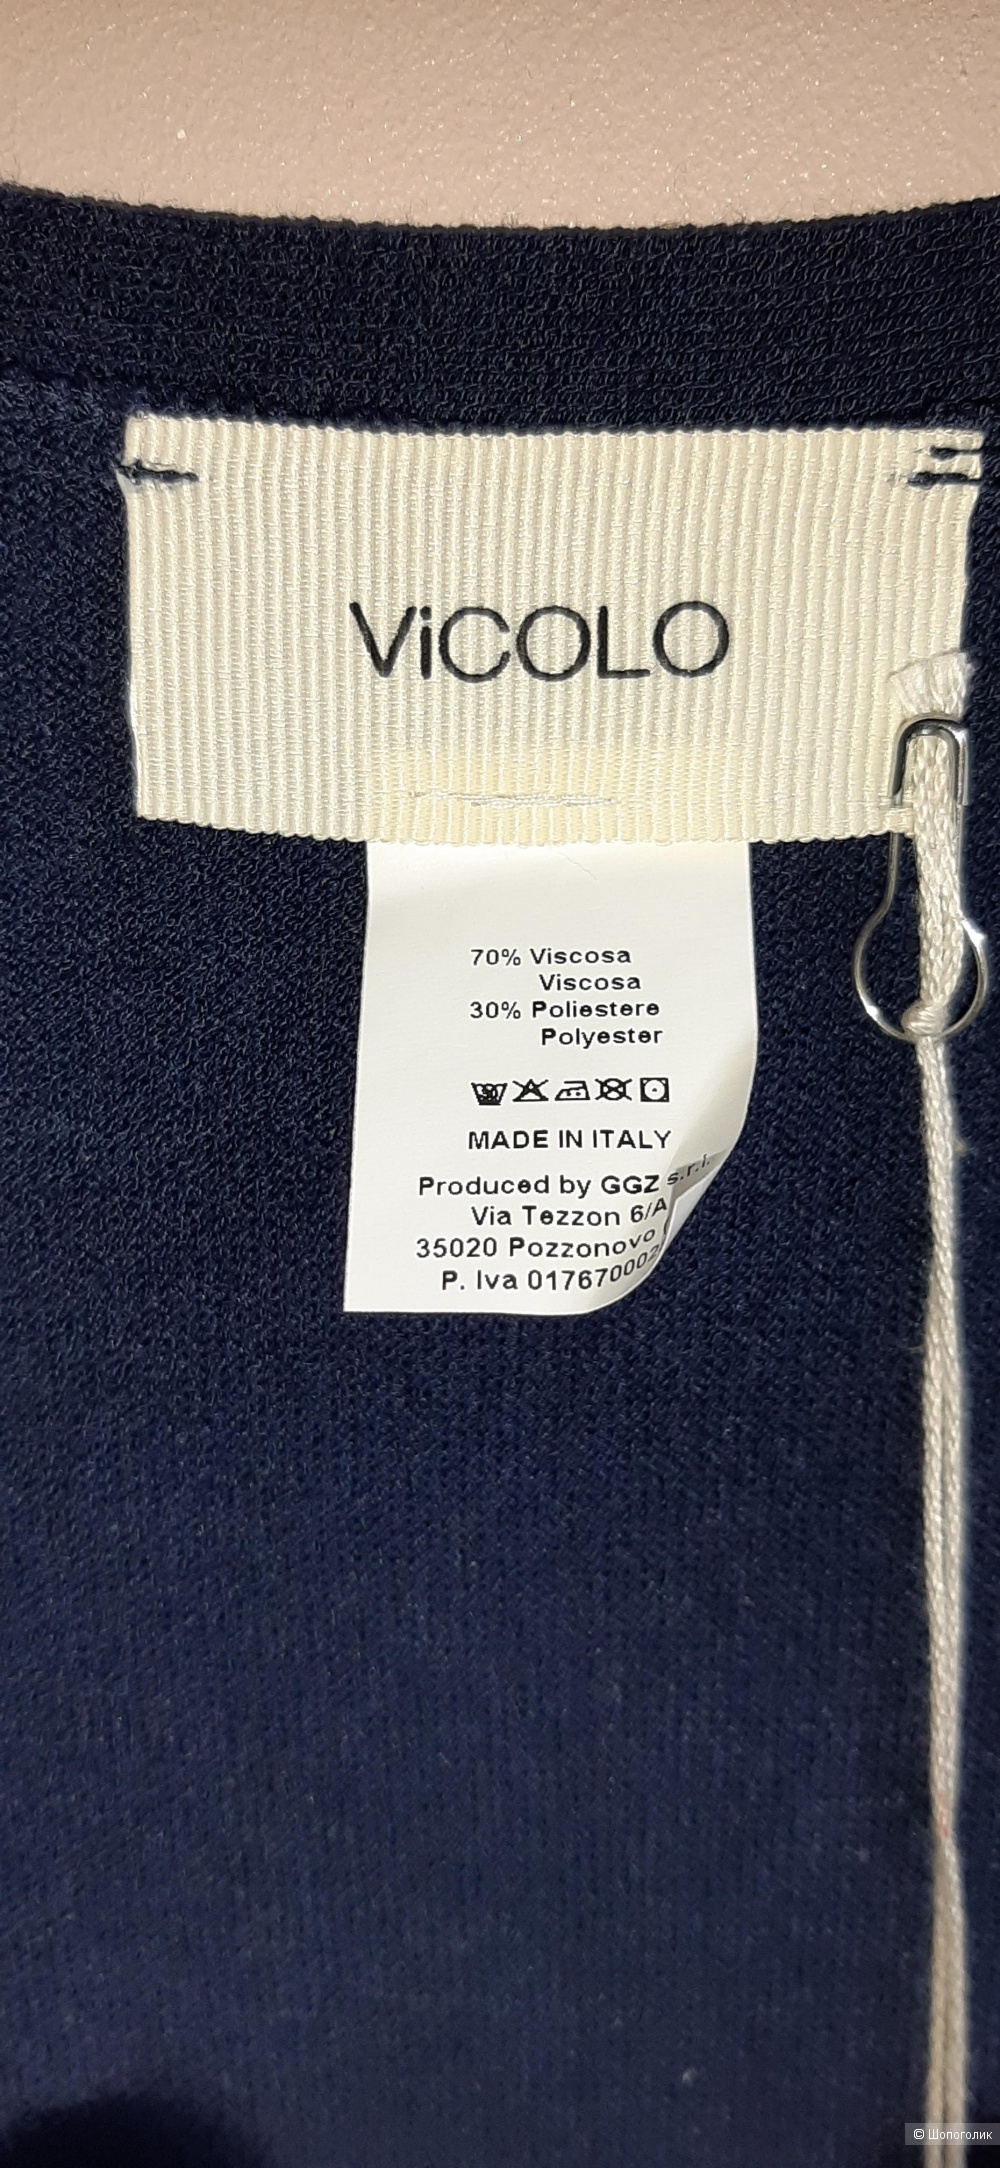 ViCOLO
70% Viscosa
Viscosa
30% Poliestere
Polyester
MADE IN ITALY
Produced by GGZ s.r.l.
Via Tezzon 6/A
35020 Pozzonovo
P. Iva
© Шопоголик